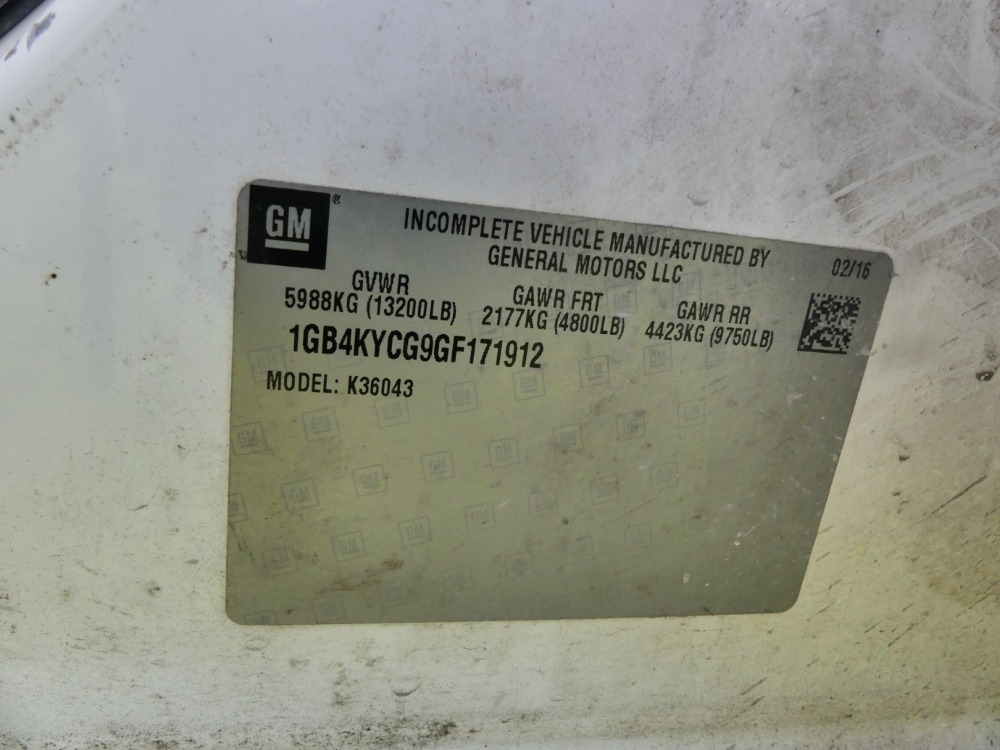 GM®
INCOMPLETE VEHICLE MANUFACTURED BY
GENERAL MOTORS LLC
02/16
GVWR
5988KG (13200LB)
GAWR FRT
2177KG (4800LB)
GAWR RR
4423KG (9750LB)
1GB4KYCG9GF171912
MODEL: K36043